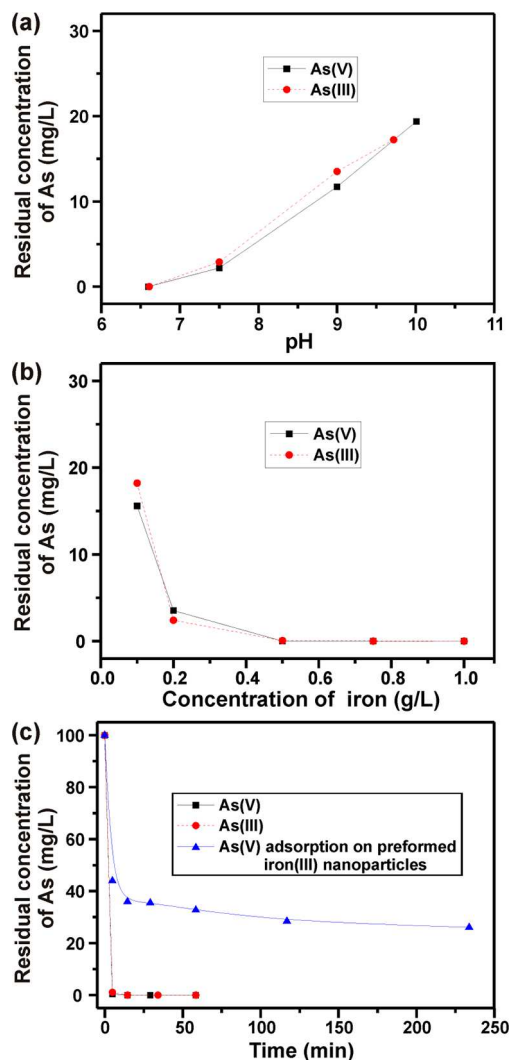 (a)
30
20
10
0
Residual concentration
of As (mg/L)
As(V)
As(III)
6 7 8 9 10 11
pH
(b)
30
20
10
0
Residual concentration
of As (mg/L)
As(V)
As(III)
0.0 0.2 0.4 0.6 0.8 1.0
Concentration of iron (g/L)
(c)
100
80
60
40
20
0
Residual concentration
of As (mg/L)
As(V)
As(III)
As(V) adsorption on preformed
iron(III) nanoparticles
0 50 100 150 200 250
Time (min)